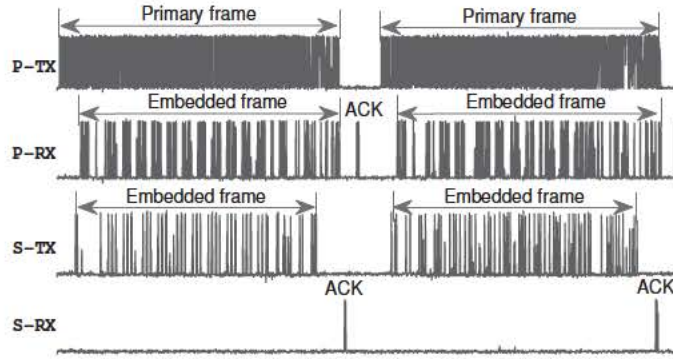 Primary frame Primary frame
P-TX
Embedded frame ACK Embedded frame
P-RX
Embedded frame Embedded frame
S-TX
ACK ACK
S-RX